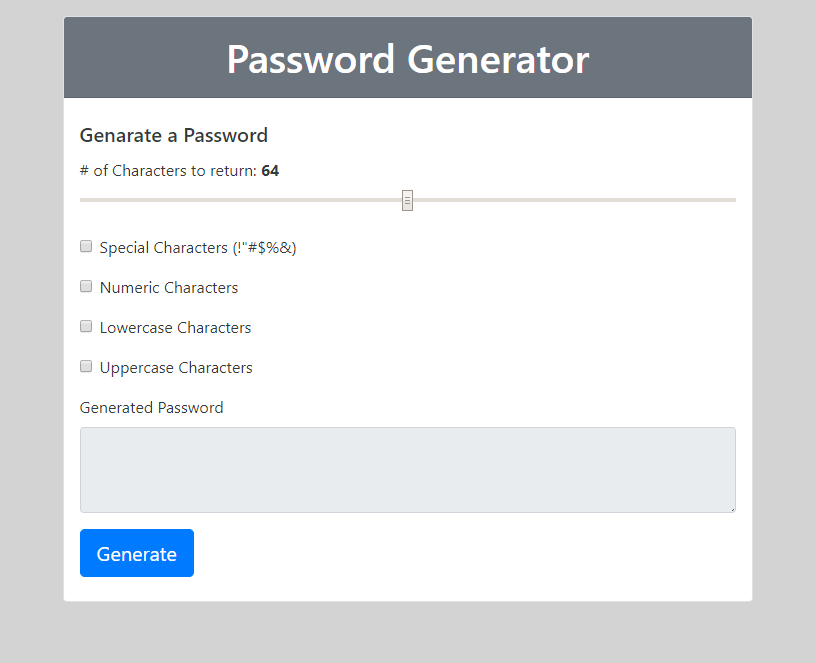 Password Generator
Genarate a Password
# of Characters to return: 64
Special Characters (!"#$%&)
Numeric Characters
Lowercase Characters
Uppercase Characters
Generated Password
Generate